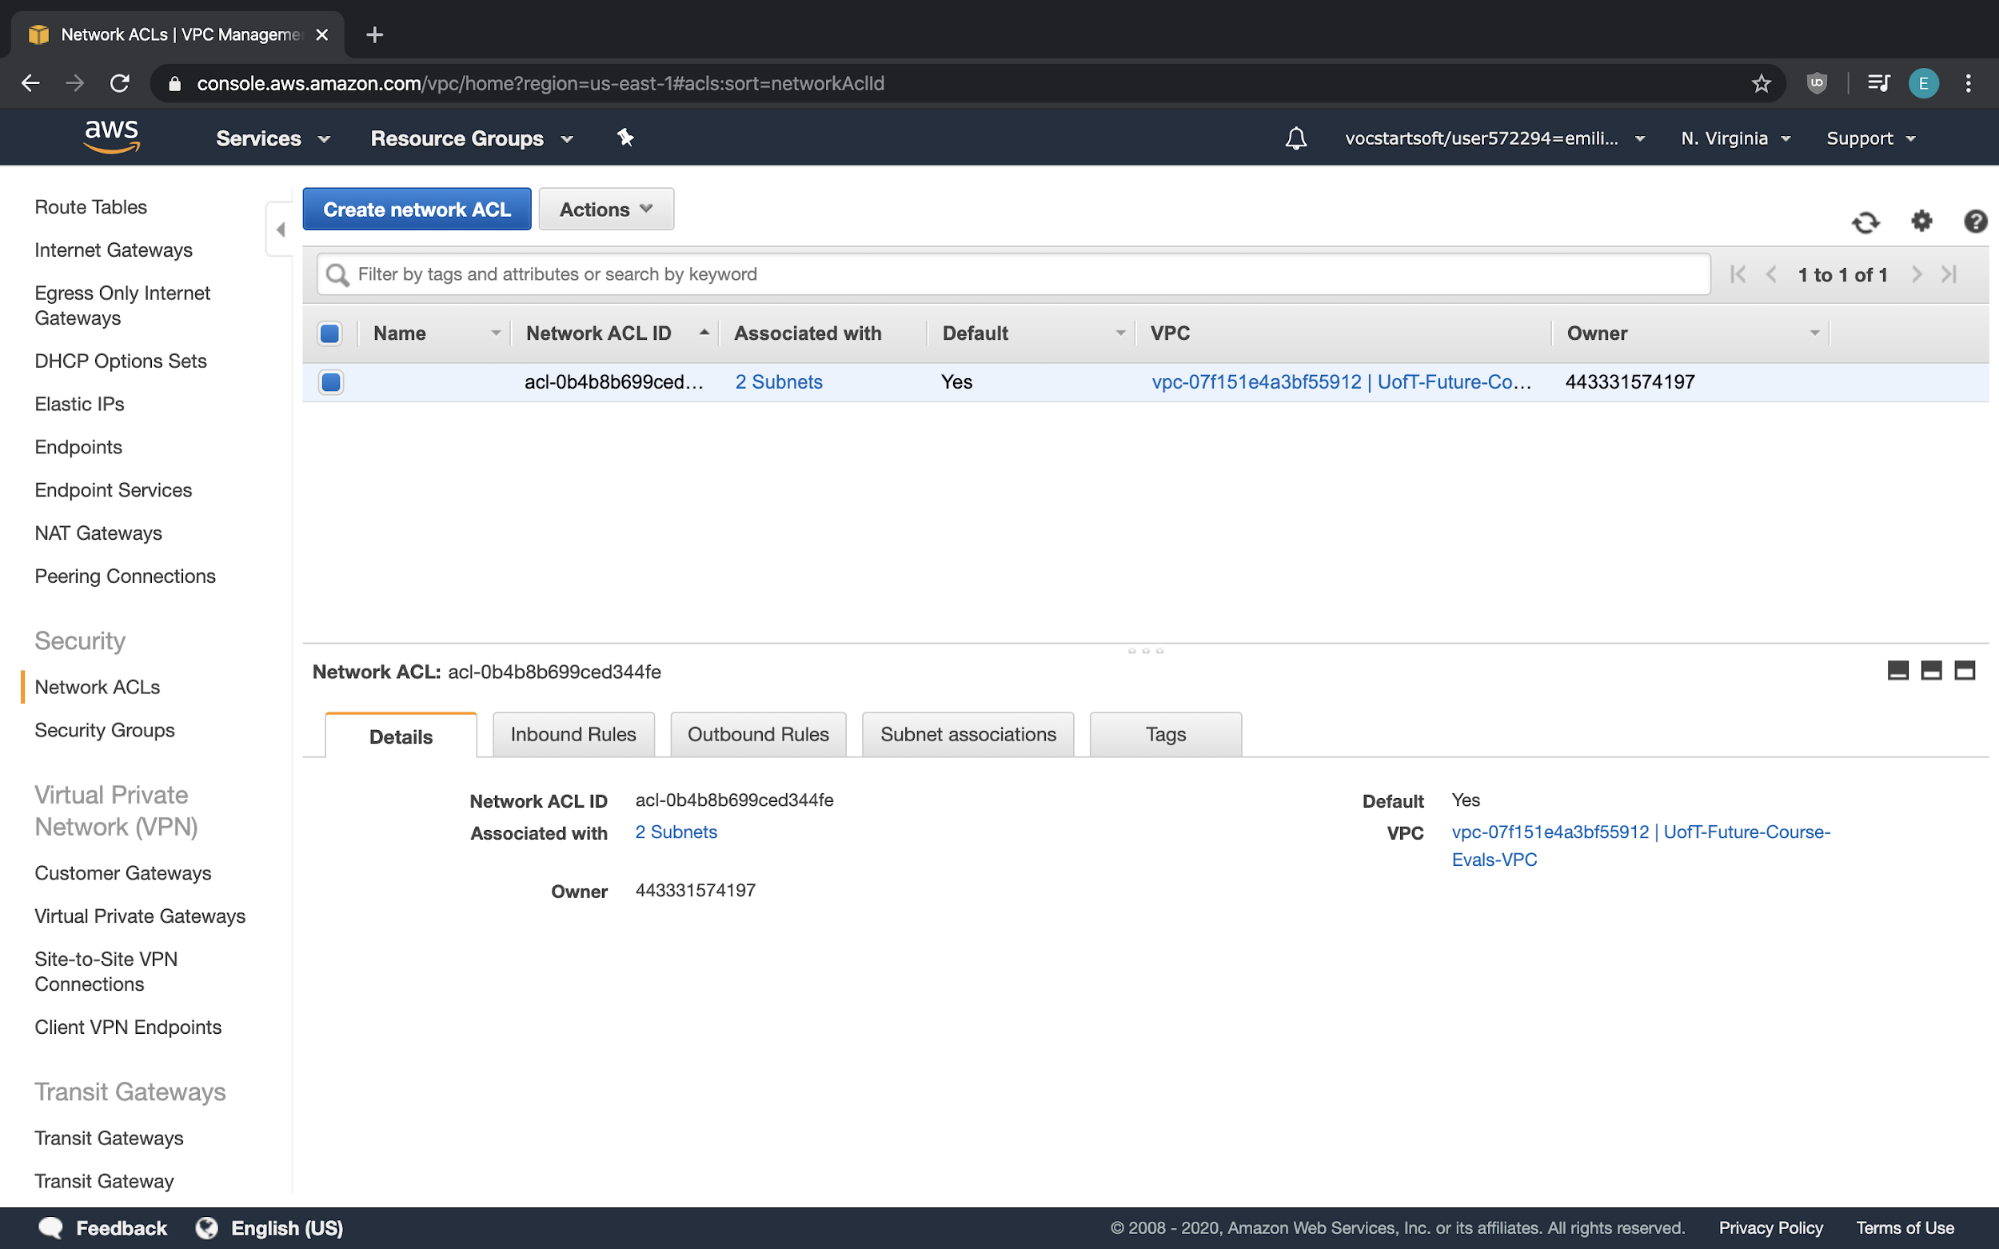 Network ACLs | VPC Manageme
console.aws.amazon.com/vpc/home?region=us-east-1#acls:sort=networkAclId
E
aws
Services
Resource Groups
vocstartsoft/user572294=emili...
N. Virginia
Support
Route Tables
Internet Gateways
Egress Only Internet
Gateways
DHCP Options Sets
Elastic IPs
Endpoints
Endpoint Services
NAT Gateways
Peering Connections
Security
Network ACLs
Security Groups
Virtual Private
Network (VPN)
Customer Gateways
Virtual Private Gateways
Site-to-Site VPN
Connections
Client VPN Endpoints
Transit Gateways
Transit Gateways
Transit Gateway
Create network ACL
Actions
Filter by tags and attributes or search by keyword
1 to 1 of 1
Name Network ACL ID Associated with Default VPC Owner
acl-0b4b8b699ced... 2 Subnets Yes vpc-07f151e4a3bf55912 | UofT-Future-Co... 443331574197
Network ACL: acl-0b4b8b699ced344fe
Details Inbound Rules Outbound Rules Subnet associations Tags
Network ACL ID acl-0b4b8b699ced344fe
Associated with 2 Subnets
Owner 443331574197
Default Yes
VPC vpc-07f151e4a3bf55912 | UofT-Future-Course-
Evals-VPC
Feedback
English (US)
© 2008 - 2020, Amazon Web Services, Inc. or its affiliates. All rights reserved.
Privacy Policy
Terms of Use